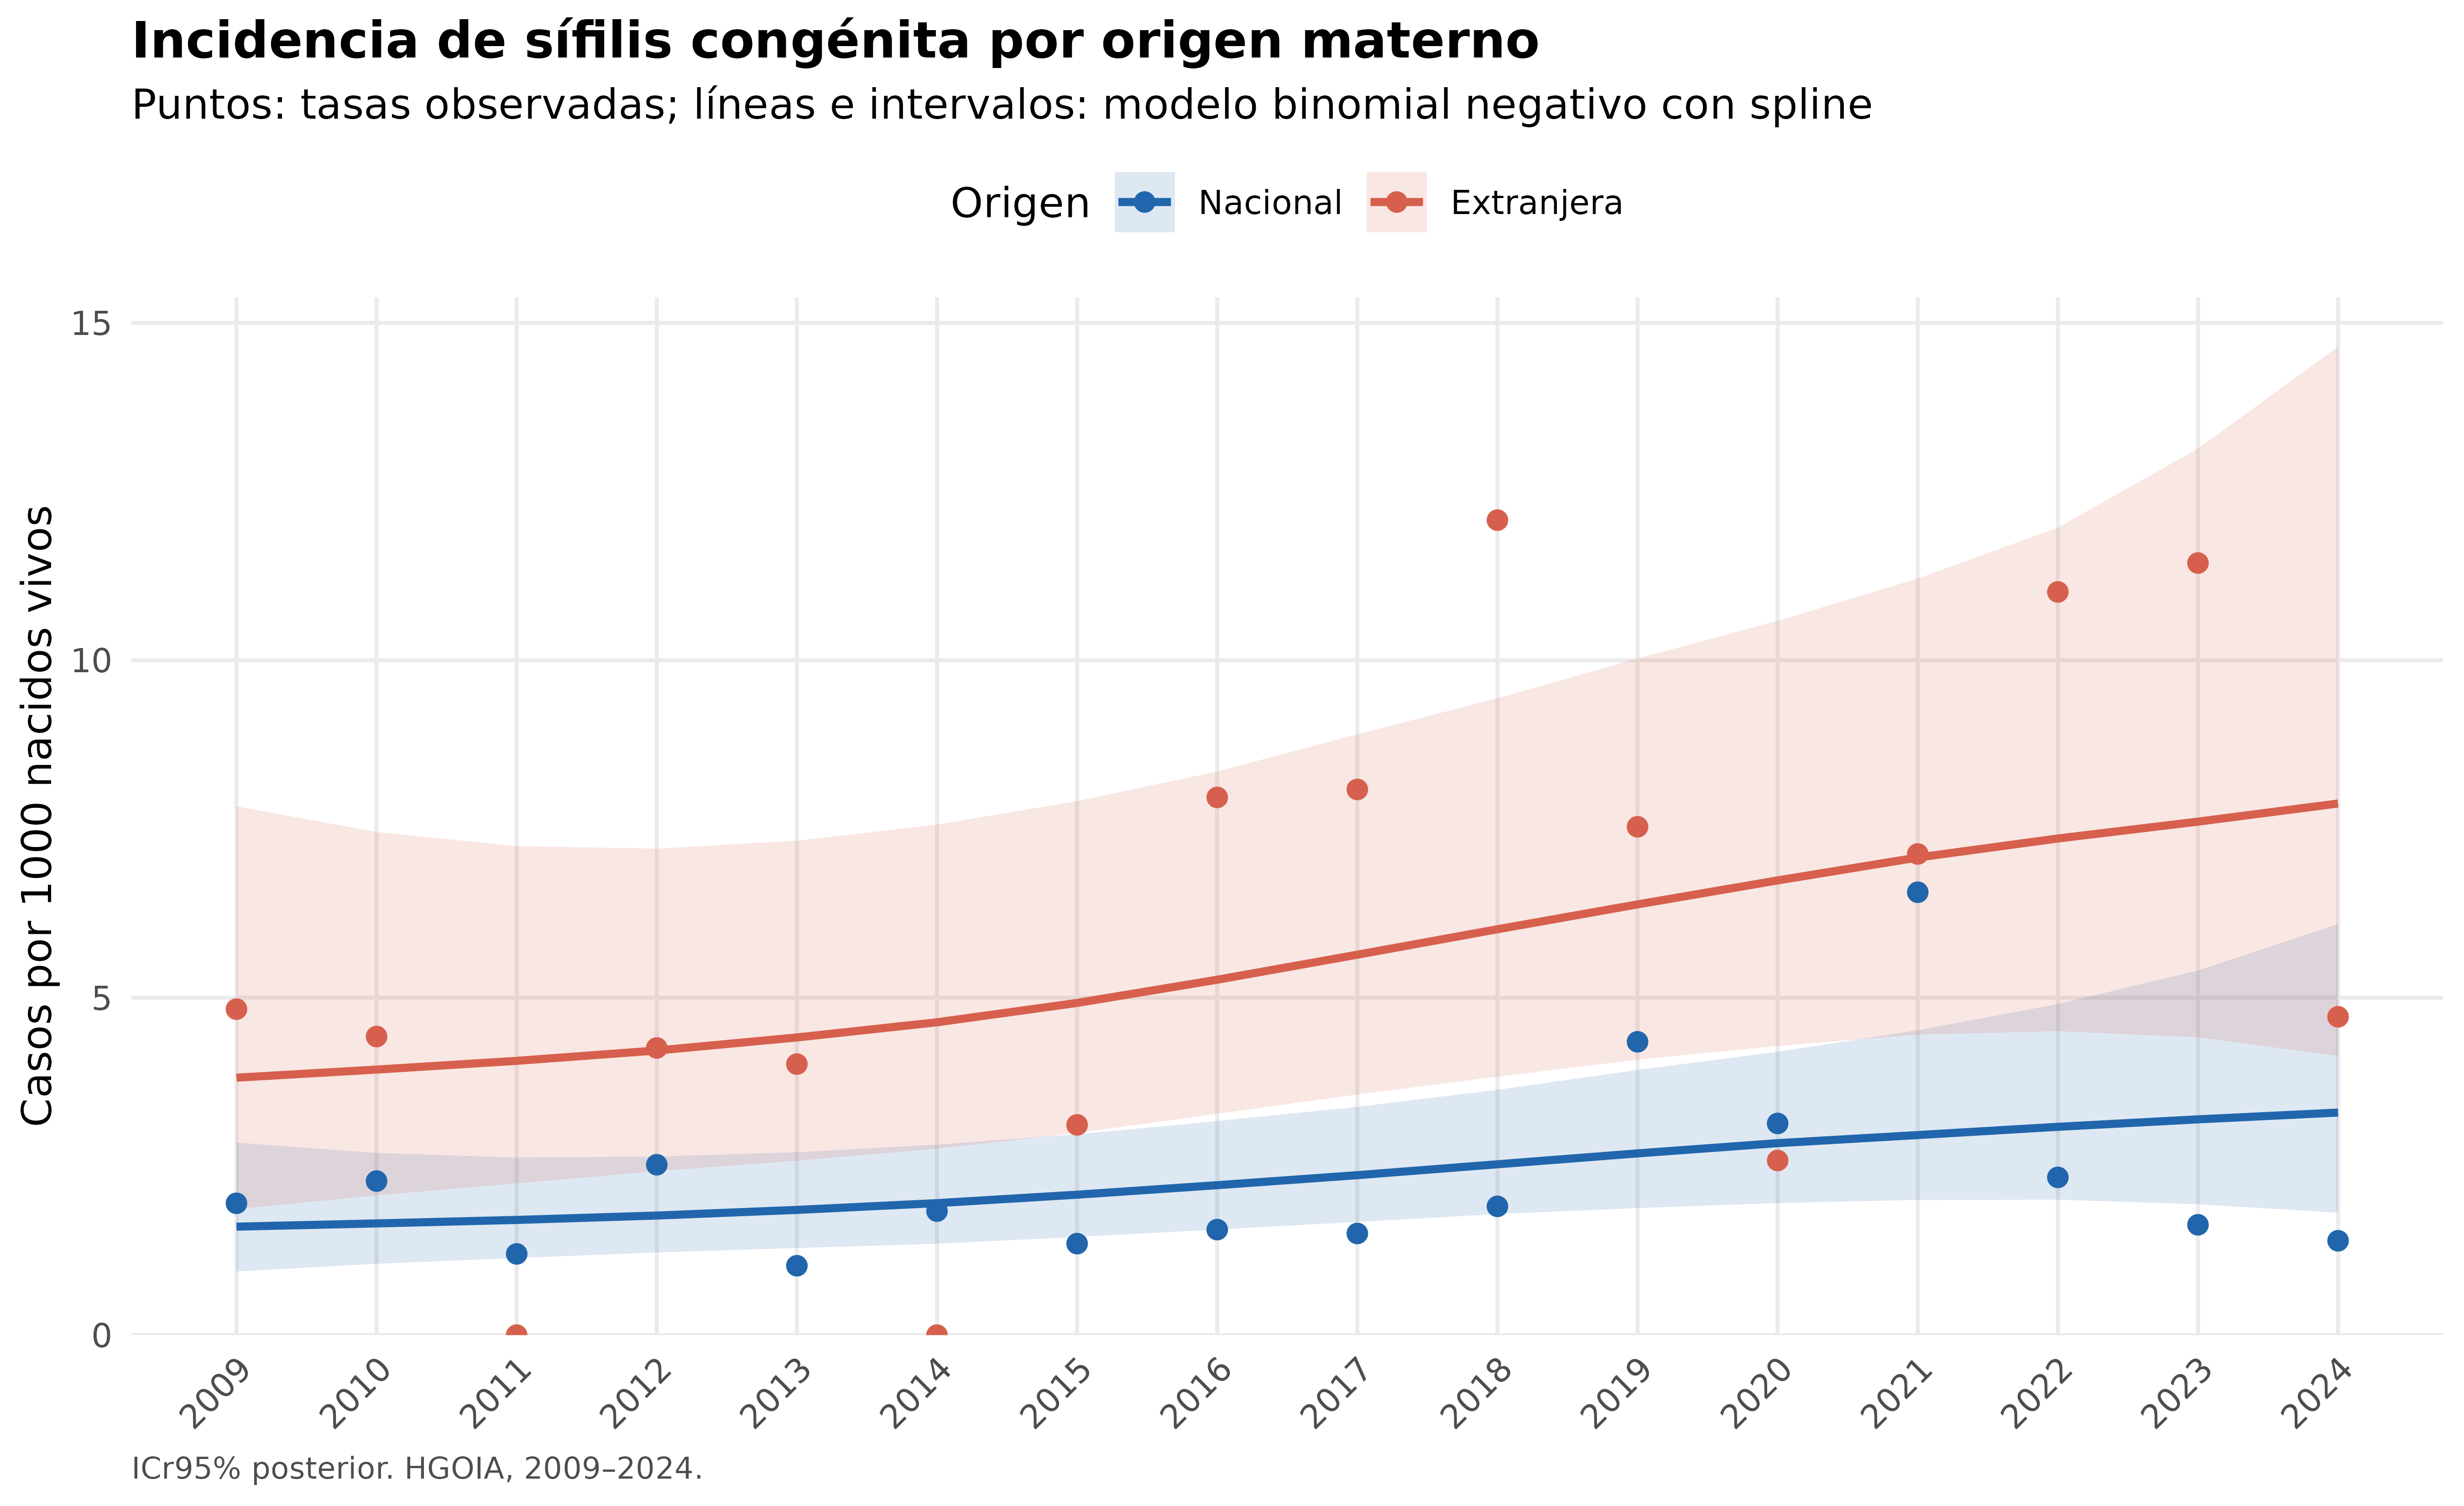 Incidencia de sífilis congénita por origen materno
Puntos: tasas observadas; líneas e intervalos: modelo binomial negativo con spline
Origen Nacional Extranjera
Casos por 1000 nacidos vivos
15
10
5
0
2009 2010 2011 2012 2013 2014 2015 2016 2017 2018 2019 2020 2021 2022 2023 2024
ICr95% posterior. HGOIA, 2009–2024.